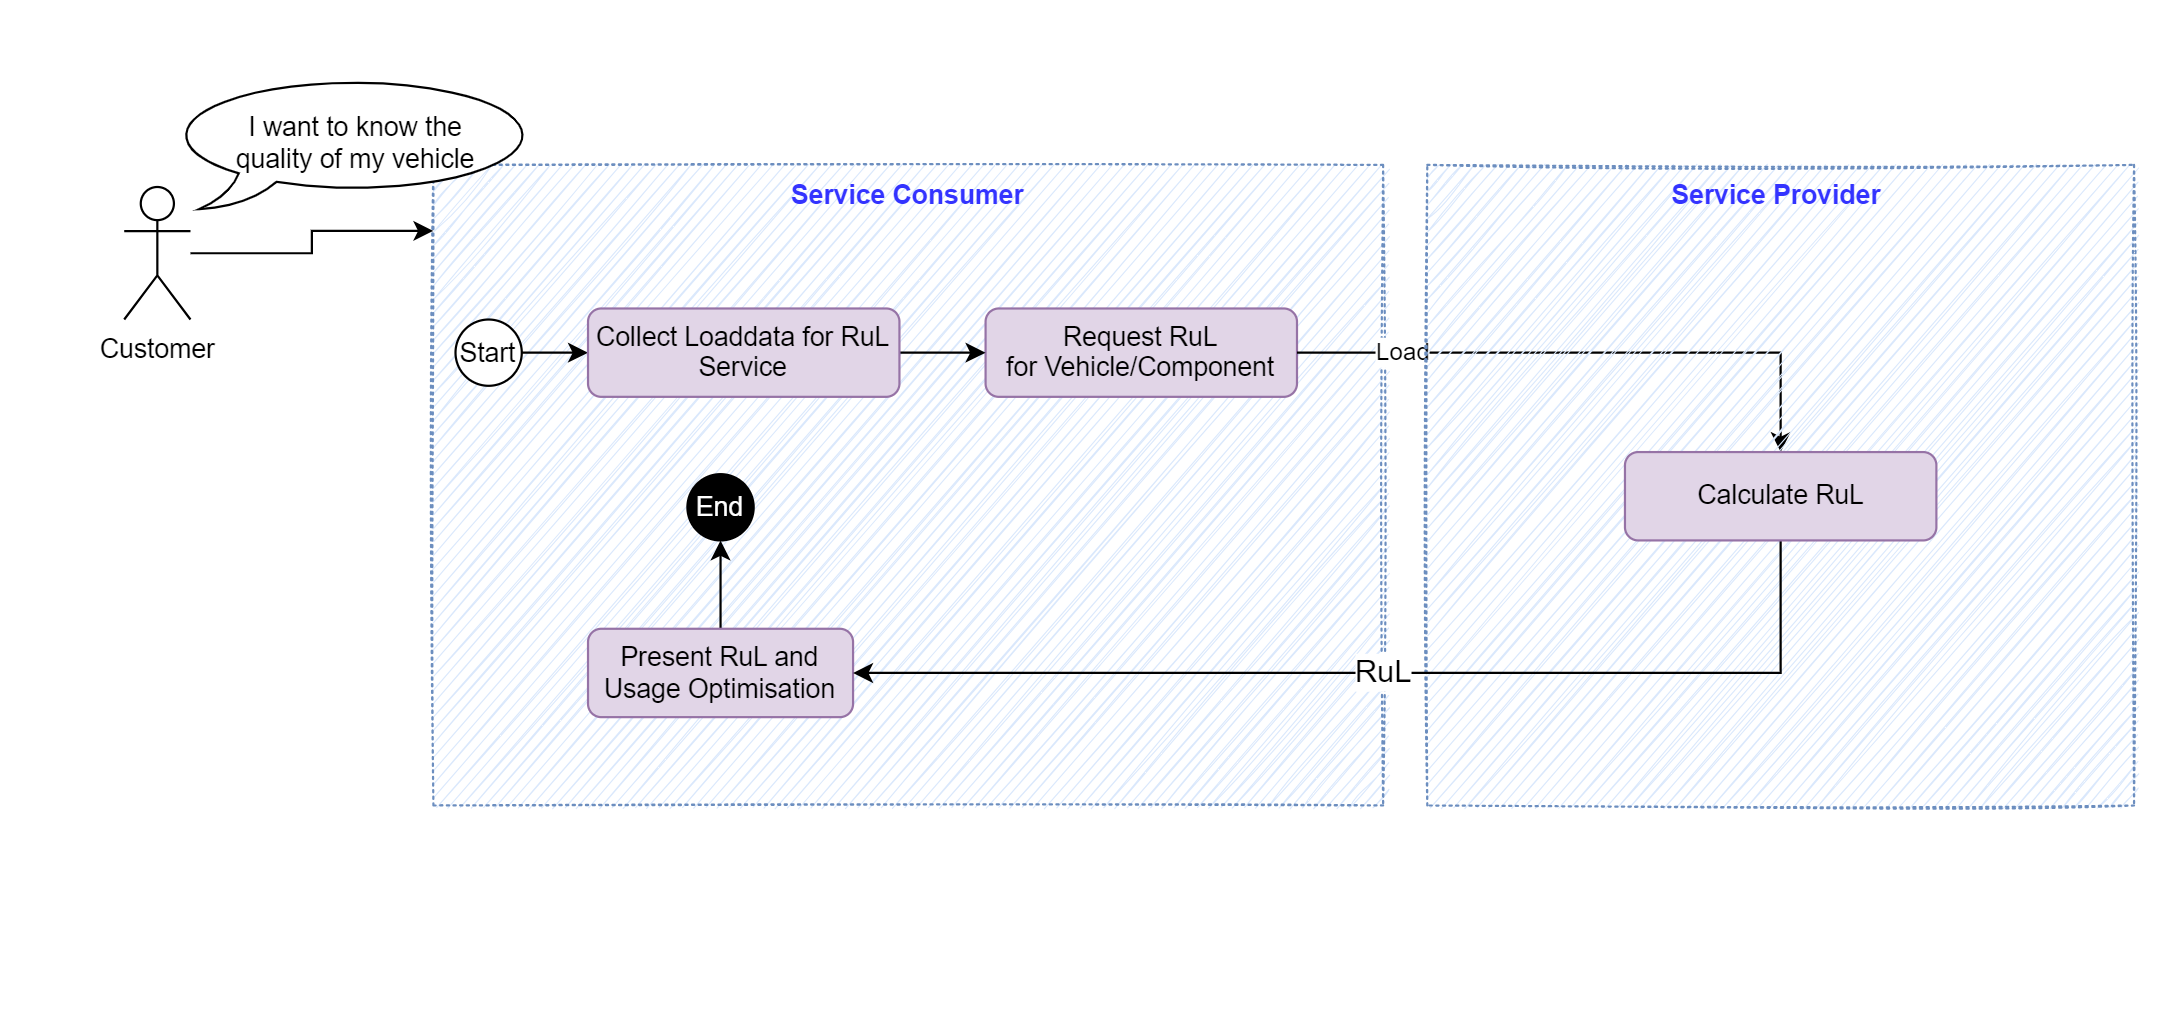 I want to know the
quality of my vehicle
Customer
Service Consumer
Service Provider
Start
Collect Loaddata for RuL
Service
Request RuL
for Vehicle/Component
Load
Calculate RuL
End
Present RuL and
Usage Optimisation
RuL